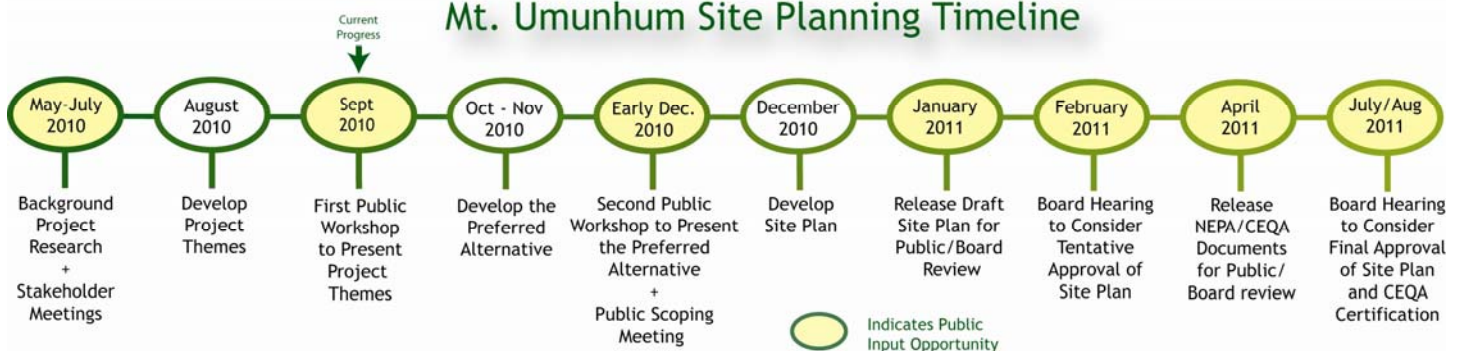 Mt. Umunhum Site Planning Timeline
Current
Progress
May-July
2010
Background
Project
Research
+
Stakeholder
Meetings
August
2010
Develop
Project
Themes
Sept
2010
First Public
Workshop
to Present
Project
Themes
Oct - Nov
2010
Develop the
Preferred
Alternative
Early Dec.
2010
Second Public
Workshop to Present
the Preferred
Alternative
+
Public Scoping
Meeting
December
2010
Develop
Site Plan
January
2011
Release Draft
Site Plan for
Public/Board
Review
February
2011
Board Hearing
to Consider
Tentative
Approval of
Site Plan
April
2011
Release
NEPA/CEQA
Documents
for Public/
Board review
July/Aug
2011
Board Hearing
to Consider
Final Approval
of Site Plan
and CEQA
Certification
Indicates Public
Input Opportunity